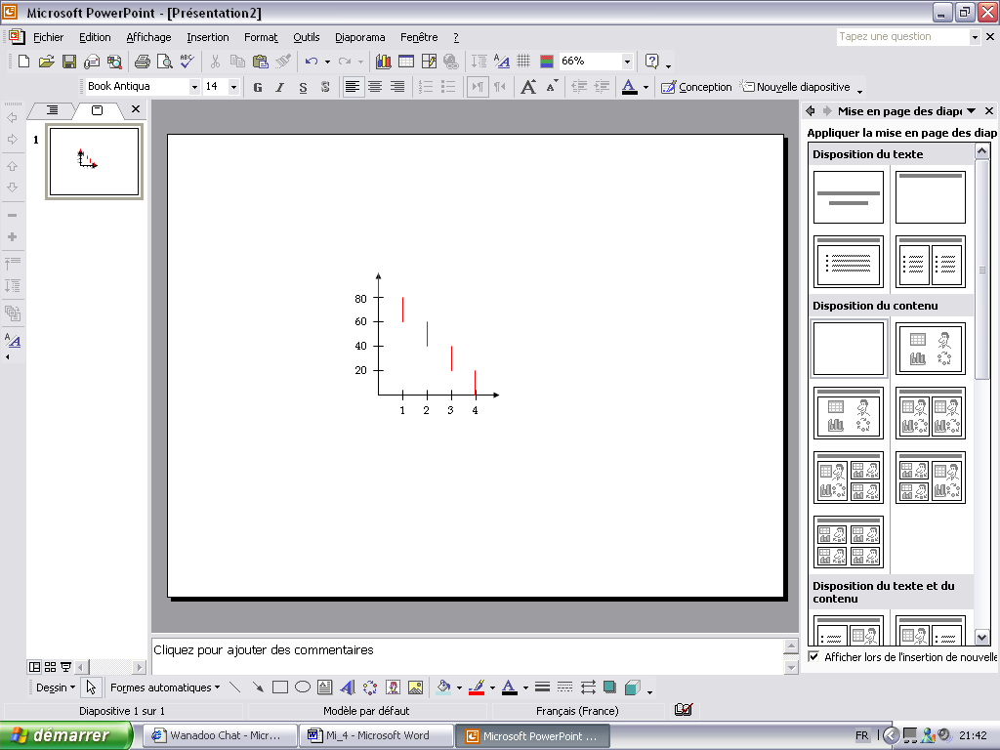 Microsoft PowerPoint - [Présentation2]
Fichier Edition Affichage Insertion Format Outils Diaporama Fenêtre ? Tapez une question
66%
Book Antiqua 14 G I S S A A A Conception Nouvelle diapositive
Mise en page des diapo
Appliquer la mise en page des diap
1
Disposition du texte
Disposition du contenu
80
60
40
20
1 2 3 4
Disposition du texte et du
contenu
Cliquez pour ajouter des commentaires
Afficher lors de l'insertion de nouvelle
Dessin Formes automatiques
Diapositive 1 sur 1 Modèle par défaut Français (France)
démarrer Wanadoo Chat - Micr... Mi_4 - Microsoft Word Microsoft PowerPoint ... FR 21:42